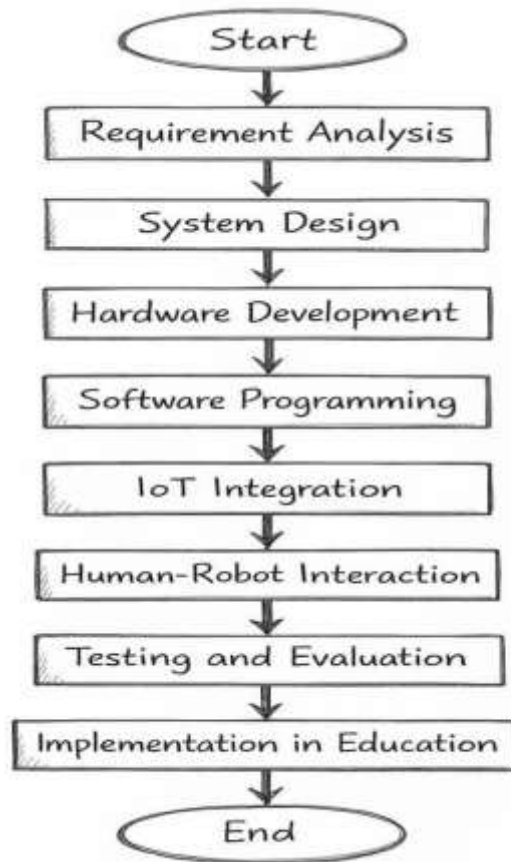 Start
Requirement Analysis
System Design
Hardware Development
Software Programming
IoT Integration
Human-Robot Interaction
Testing and Evaluation
Implementation in Education
End